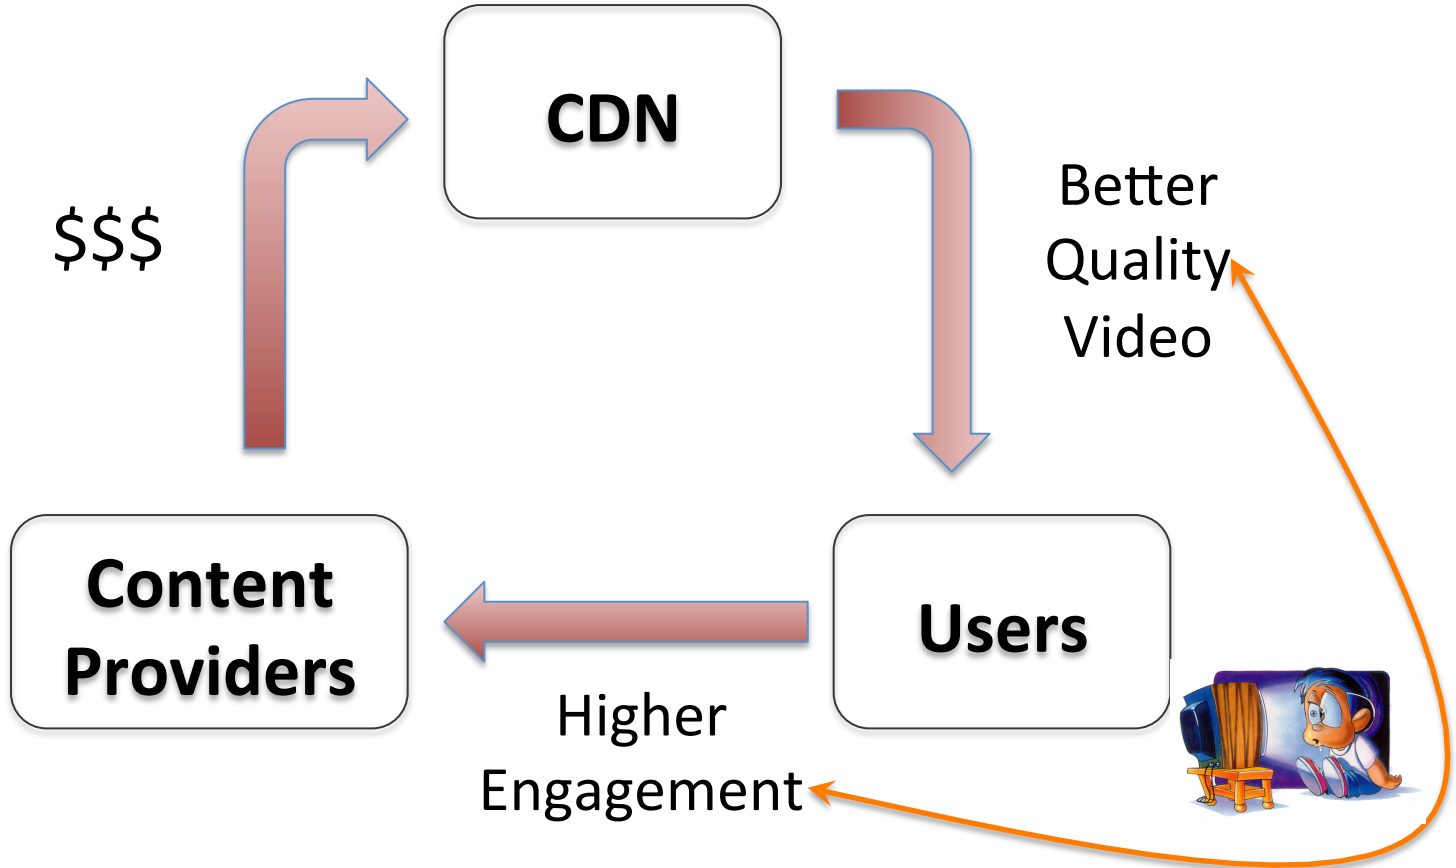 CDN
$$$
Better
Quality
Video
Content
Providers
Users
Higher
Engagement